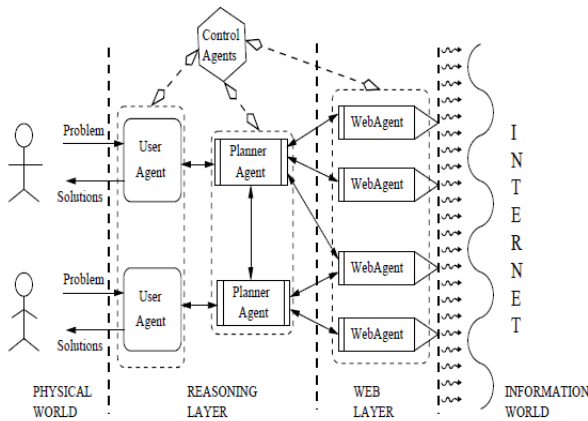 Control
Agents
Problem
User
Agent
Solutions
Planner
Agent
WebAgent
WebAgent
Problem
User
Agent
Solutions
Planner
Agent
WebAgent
WebAgent
INTERNET
PHYSICAL
WORLD
REASONING
LAYER
WEB
LAYER
INFORMATION
WORLD